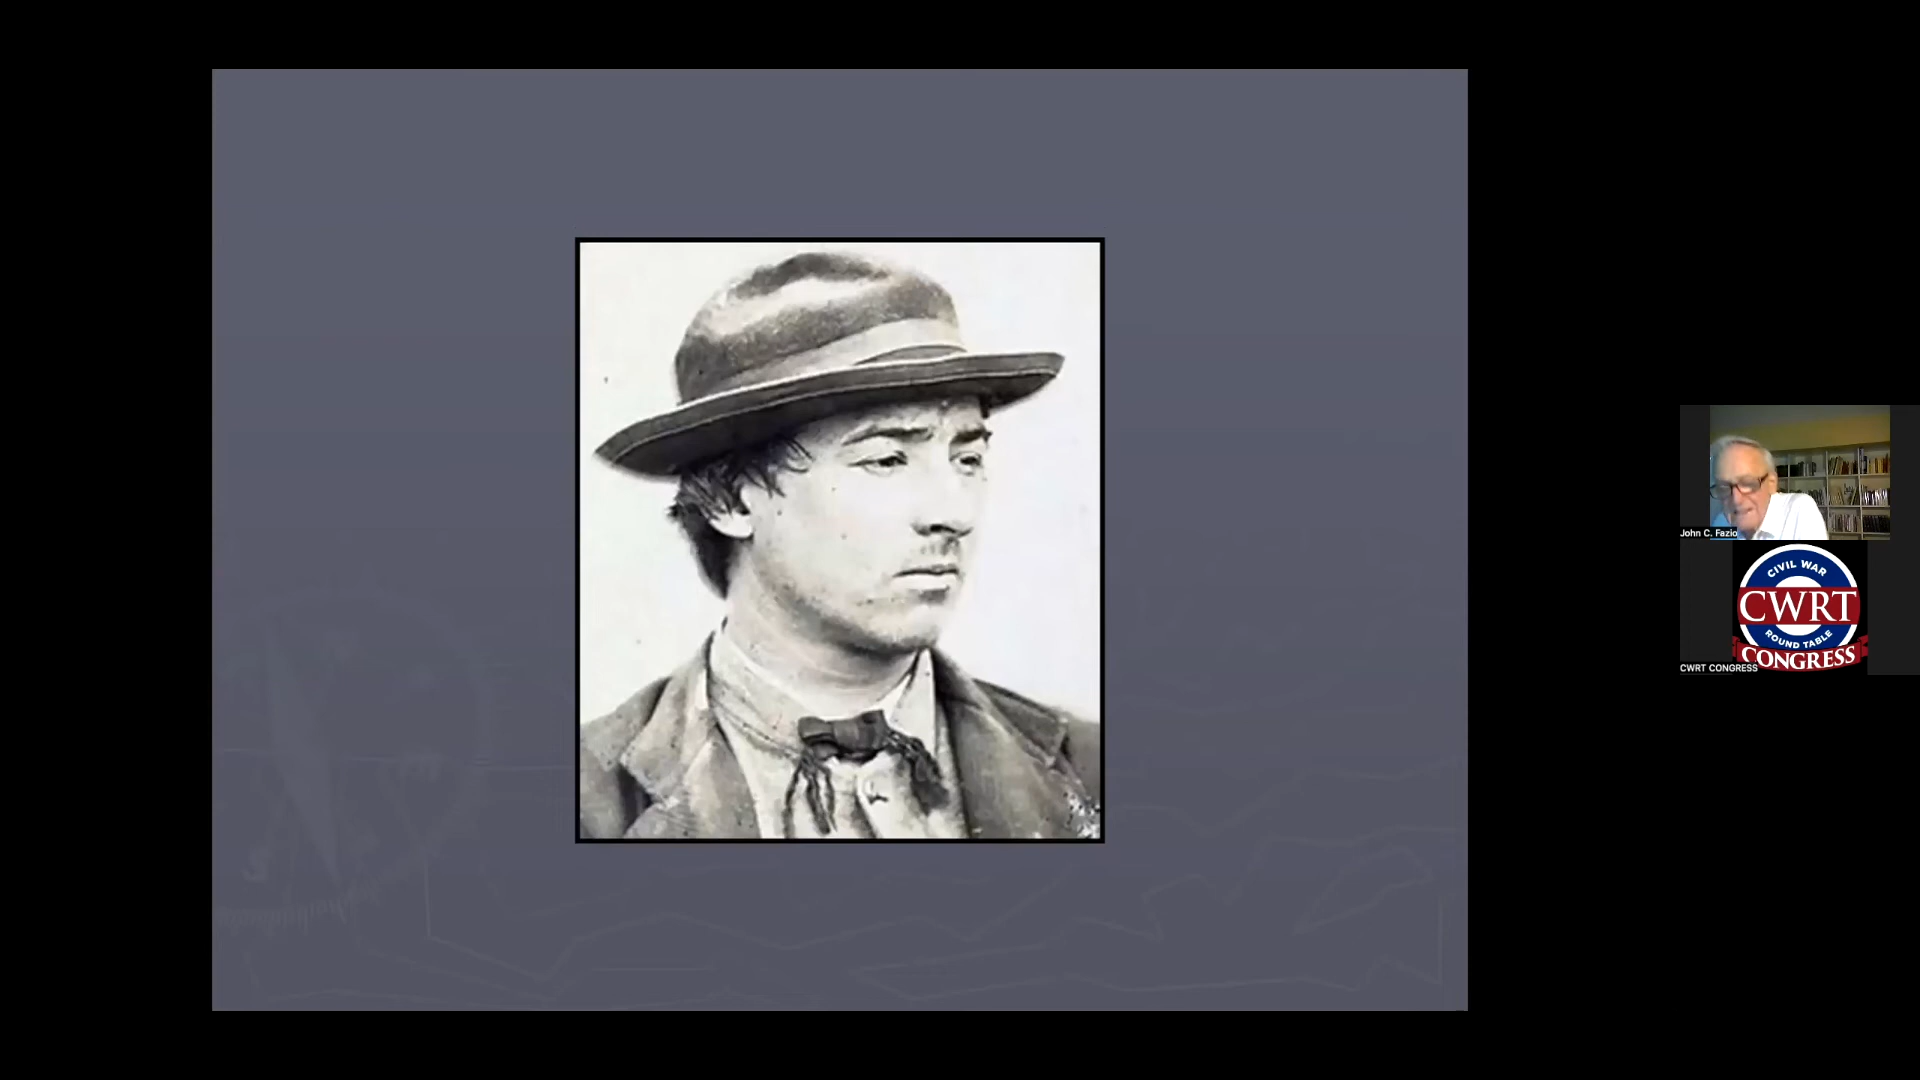 John C. Fazio
CIVIL WAR
CWRT
ROUND TABLE
CONGRESS
CWRT CONGRESS